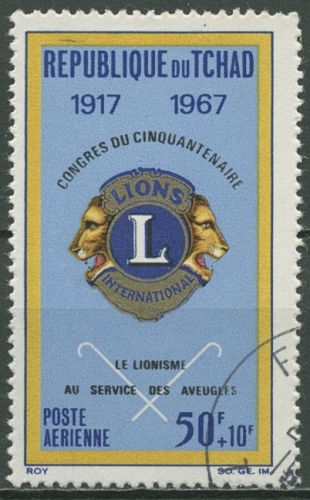 REPUBLIQUE DU TCHAD
1917 1967
CONGRES DU CINQUANTENAIRE
LIONS
L
INTERNATIONAL
LE LIONISME
AU SERVICE DES AVEUGLES
POSTE
AERIENNE
50F+10F
ROY
SO.GE.IM.